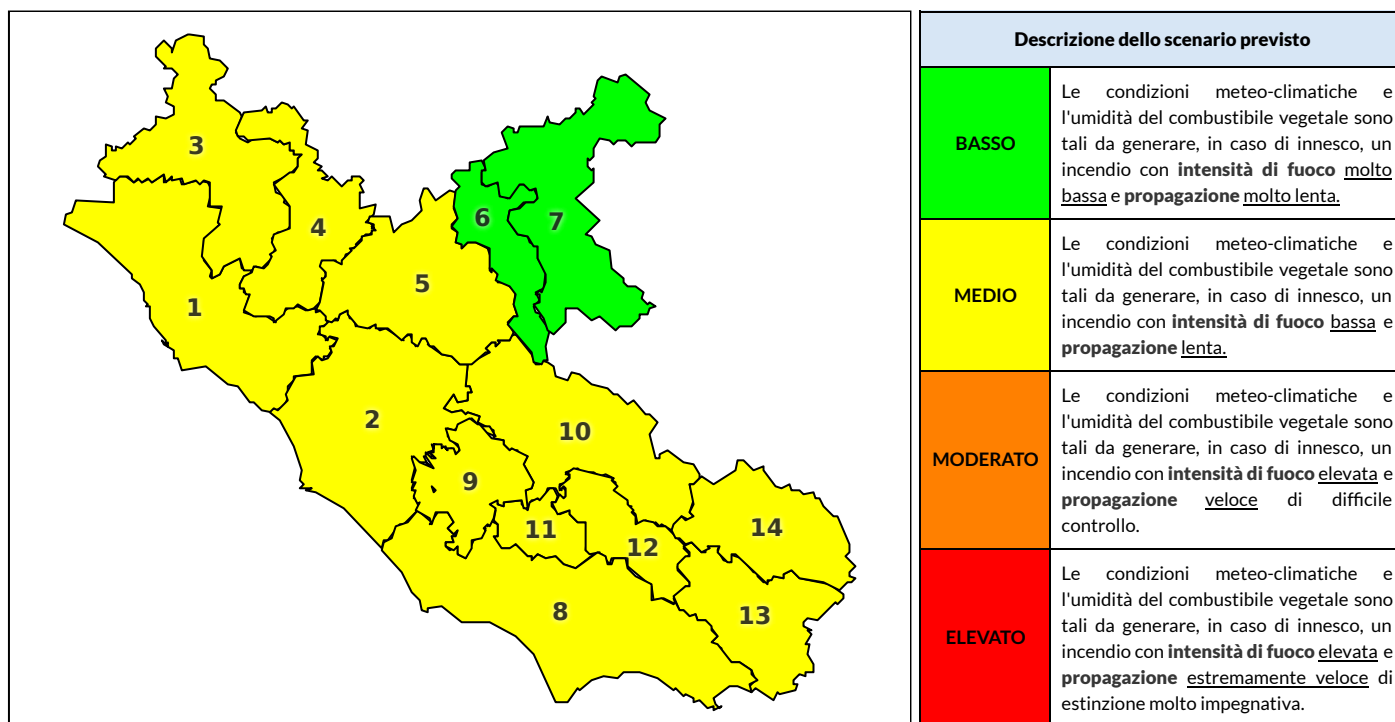 3
4
6
7
5
1
2
10
9
14
11
12
8
13
Descrizione dello scenario previsto
BASSO
Le condizioni meteo-climatiche e
l'umidità del combustibile vegetale sono
tali da generare, in caso di innesco, un
incendio con intensità di fuoco molto
bassa e propagazione molto lenta.
MEDIO
Le condizioni meteo-climatiche e
l'umidità del combustibile vegetale sono
tali da generare, in caso di innesco, un
incendio con intensità di fuoco bassa e
propagazione lenta.
MODERATO
Le condizioni meteo-climatiche e
l'umidità del combustibile vegetale sono
tali da generare, in caso di innesco, un
incendio con intensità di fuoco elevata e
propagazione veloce di difficile
controllo.
ELEVATO
Le condizioni meteo-climatiche e
l'umidità del combustibile vegetale sono
tali da generare, in caso di innesco, un
incendio con intensità di fuoco elevata e
propagazione estremamente veloce di
estinzione molto impegnativa.